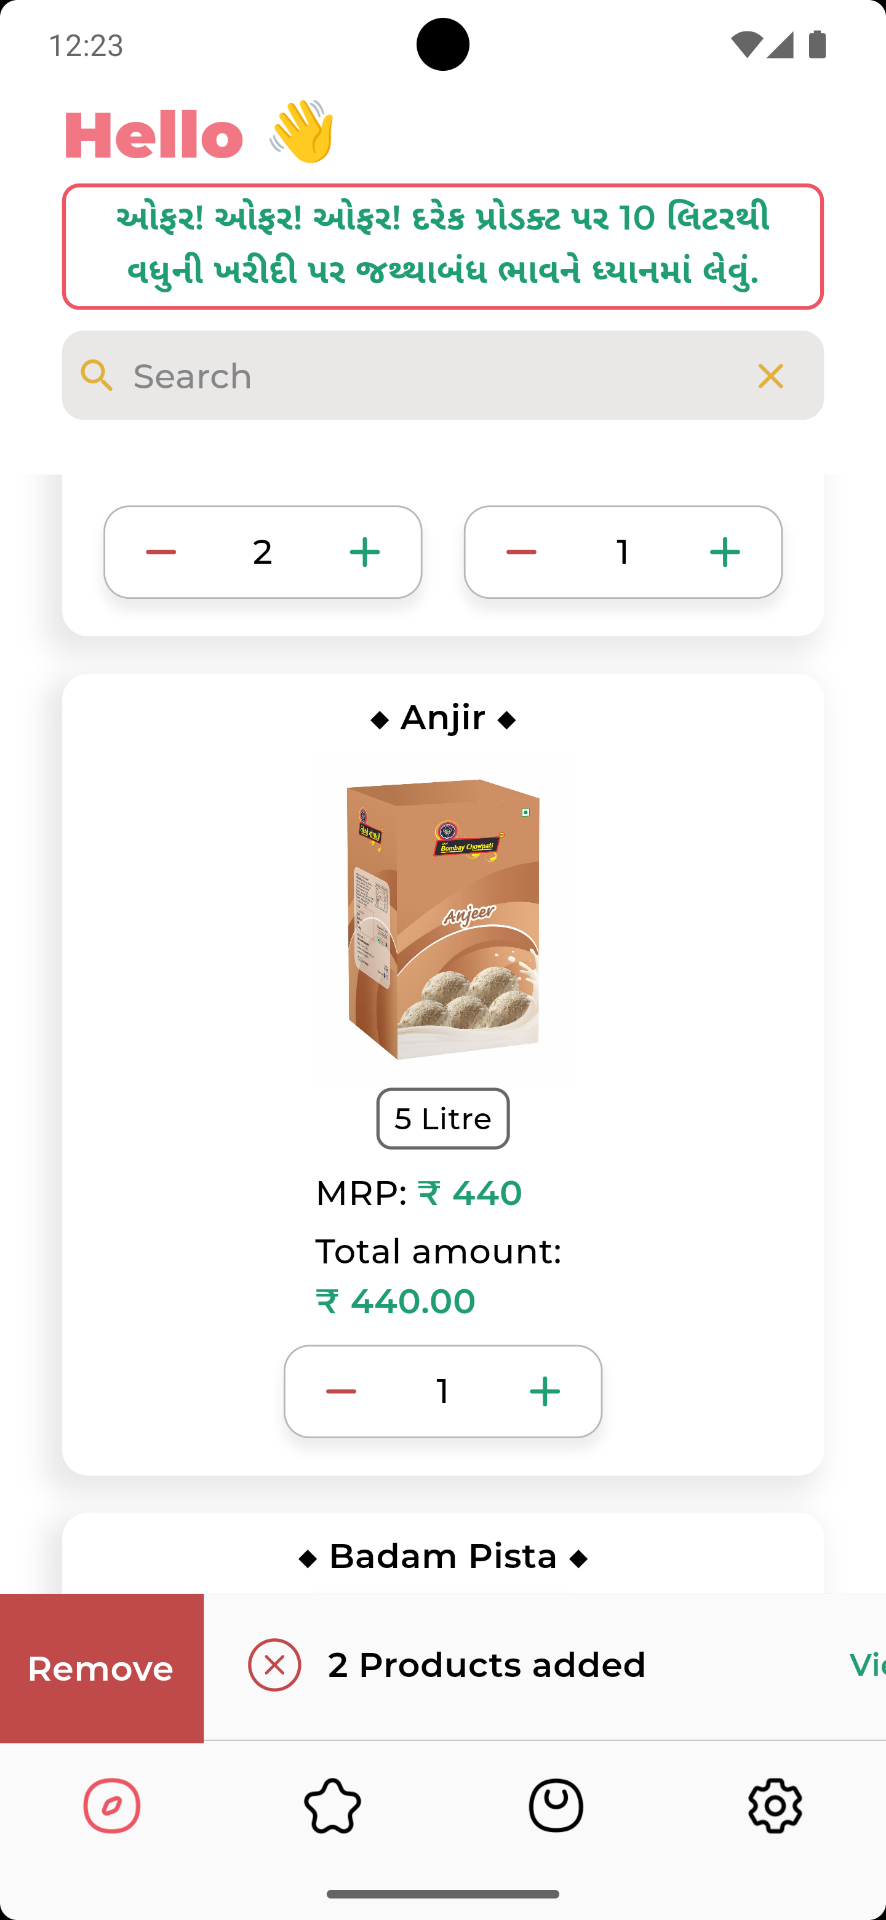 12:23
Hello 👋
ઓફર! ઓફર! ઓફર! દરેક પ્રોડક્ટ પર 10 લિટરથી
વધુની ખરીદી પર જથ્થાબંધ ભાવને ધ્યાનમાં લેવું.
Search
2
1
◆ Anjir ◆
Bombay Chowpati
Anjeer
5 Litre
MRP: ₹ 440
Total amount:
₹ 440.00
1
◆ Badam Pista ◆
Remove
2 Products added